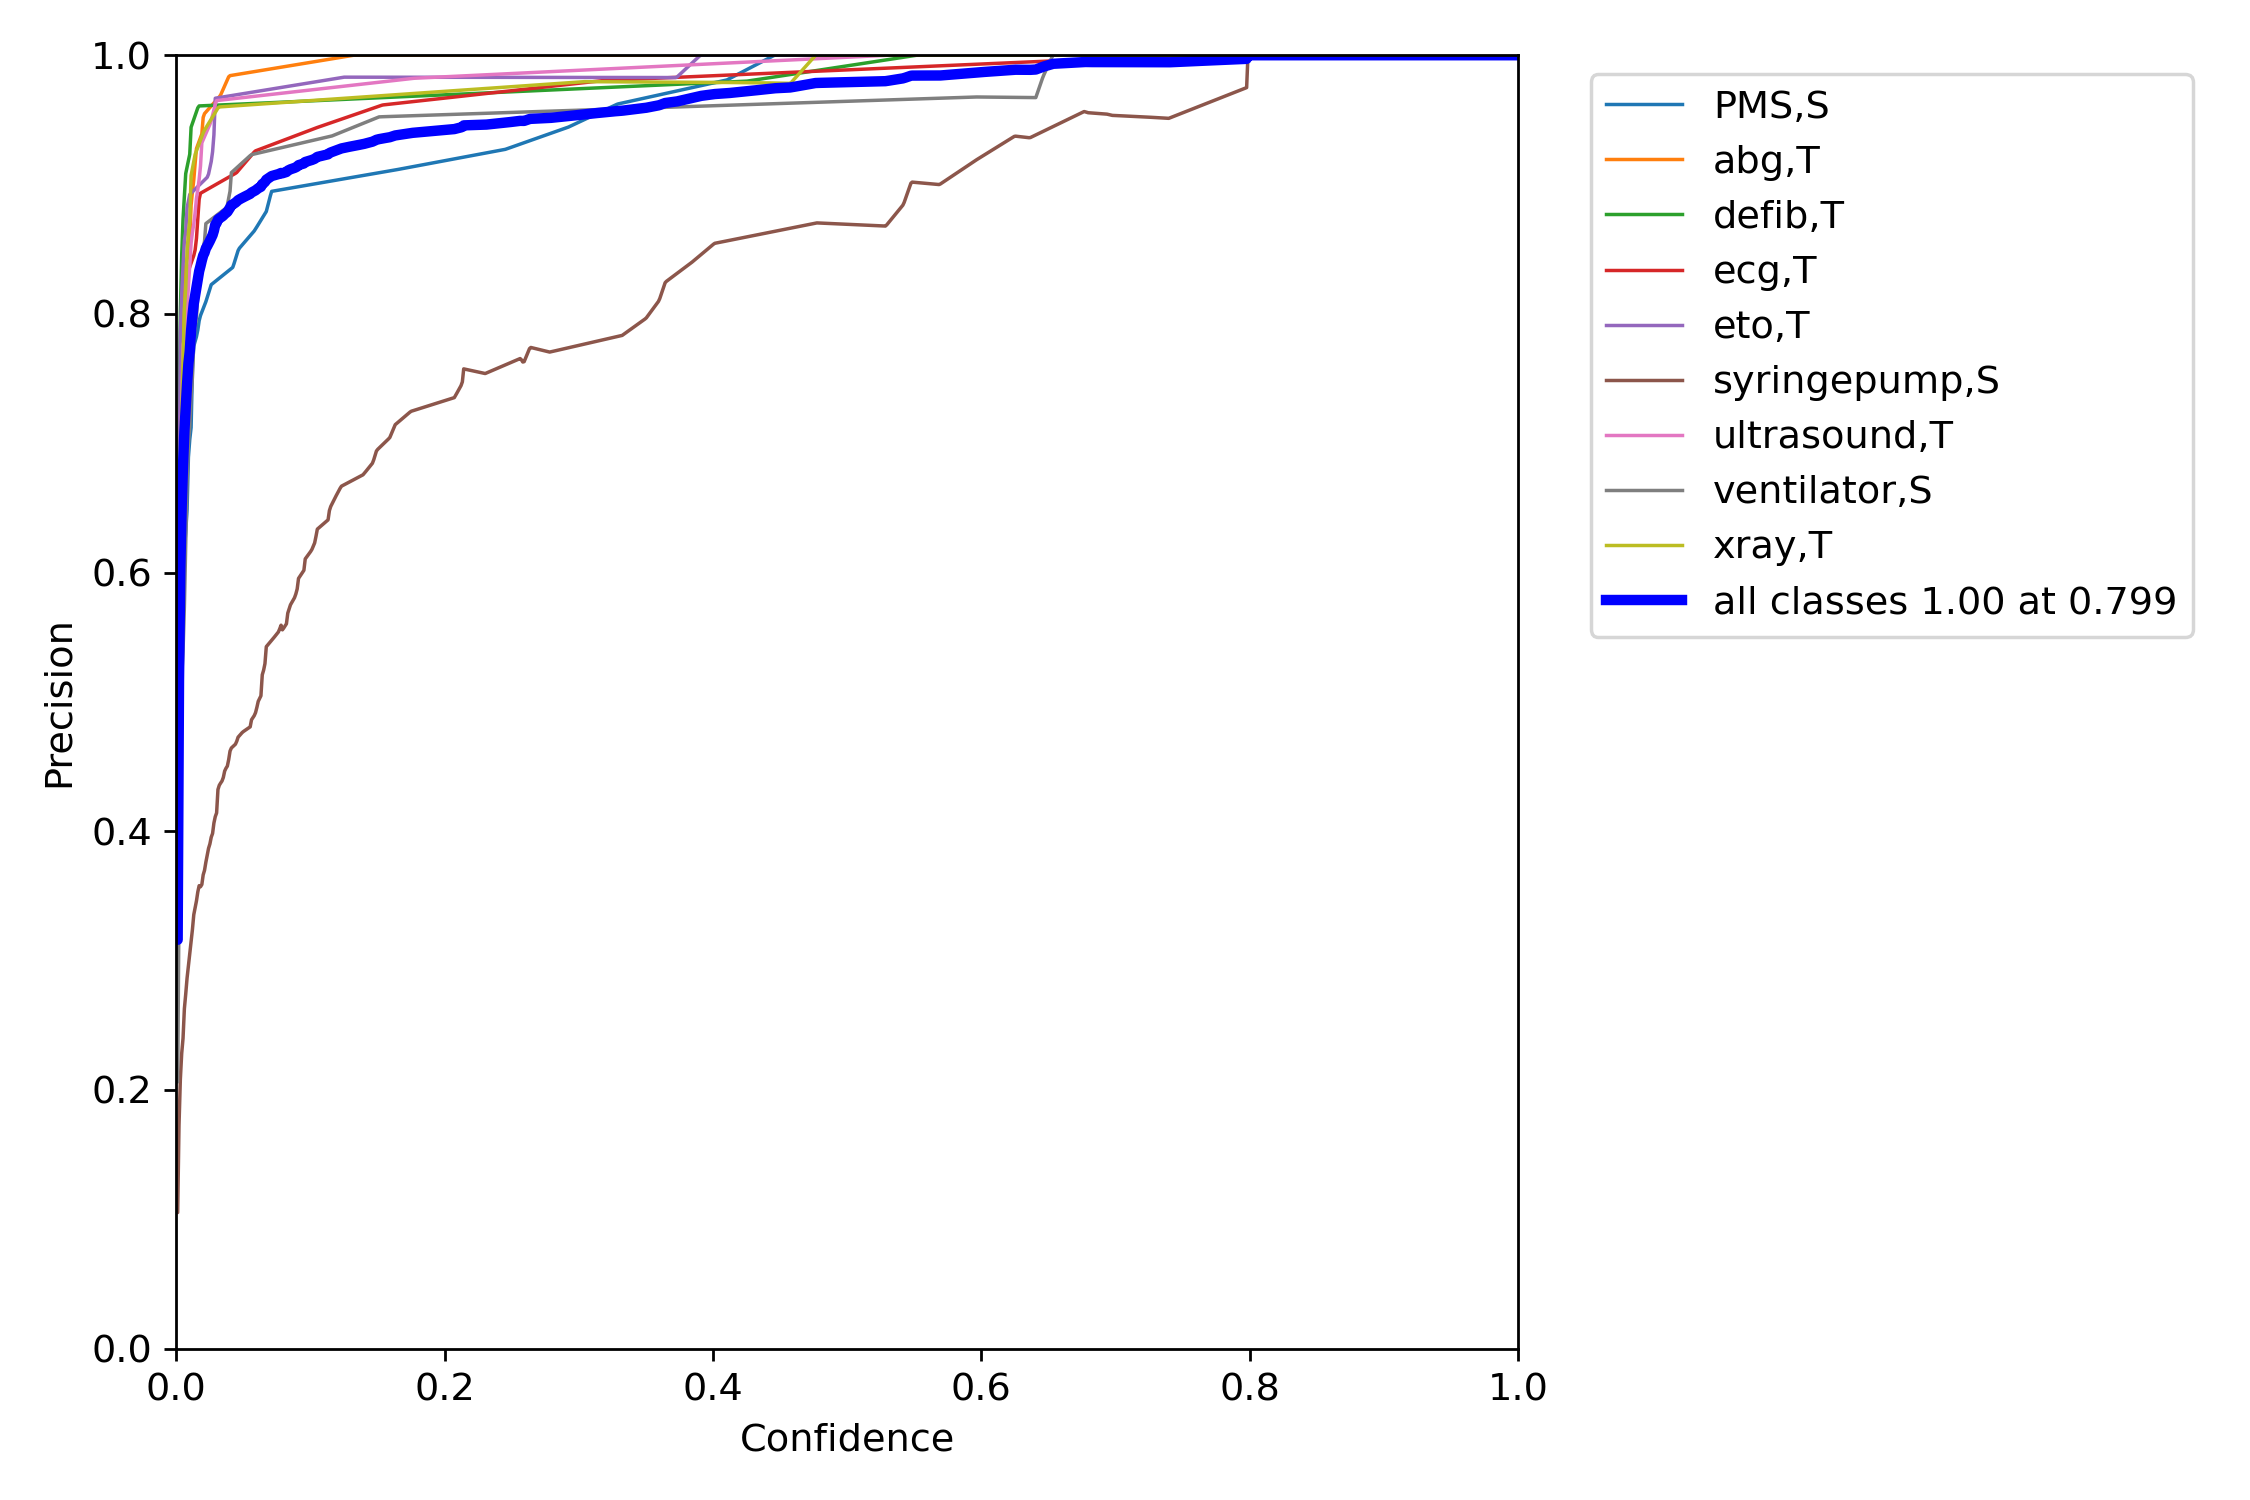 1.0
0.8
0.6
0.4
0.2
0.0
Precision
0.0 0.2 0.4 0.6 0.8 1.0
Confidence
PMS,S
abg,T
defib,T
ecg,T
eto,T
syringepump,S
ultrasound,T
ventilator,S
xray,T
all classes 1.00 at 0.799